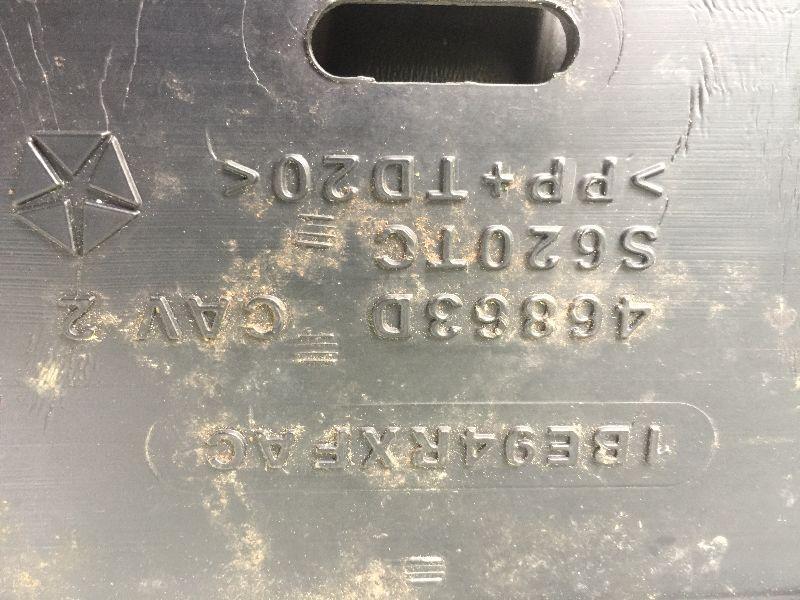 1BE94RXFAC
46863D CAV 2
S620TC
>PP+TD20<